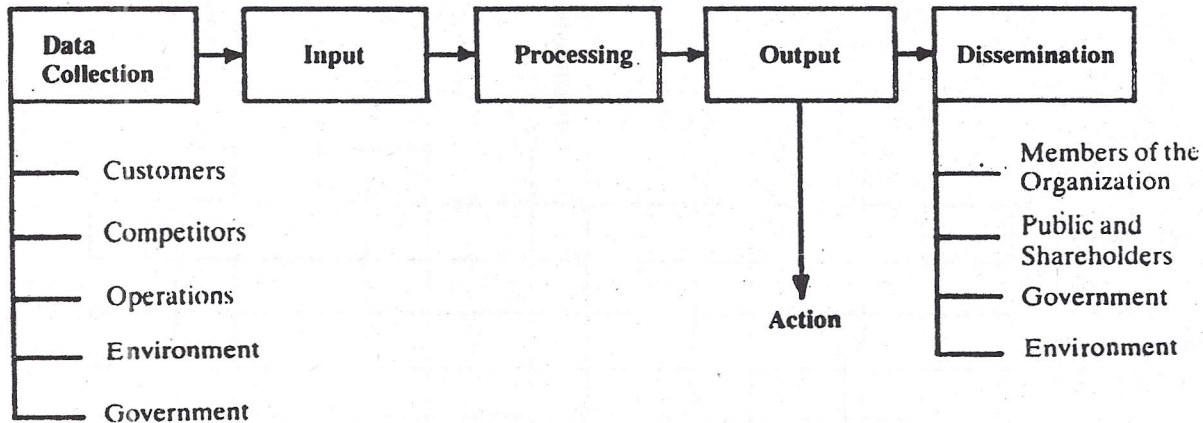 Data
Collection
Input
Processing
Output
Dissemination
Customers
Competitors
Operations
Environment
Government
Action
Members of the
Organization
Public and
Shareholders
Government
Environment